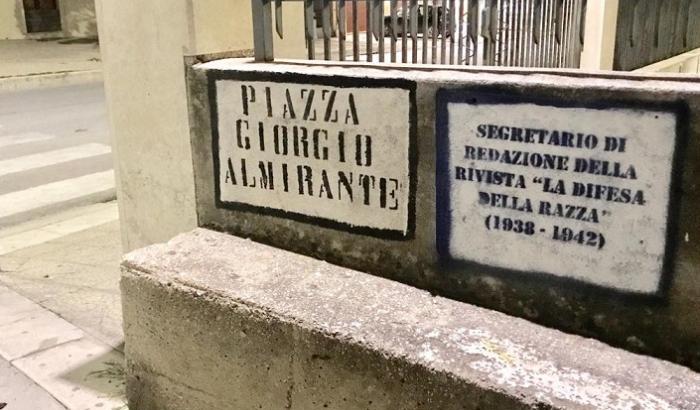 PIAZZA
GIORGIO
ALMIRANTE
SEGRETARIO DI
REDAZIONE DELLA
RIVISTA "LA DIFESA
DELLA RAZZA"
(1938 - 1942)